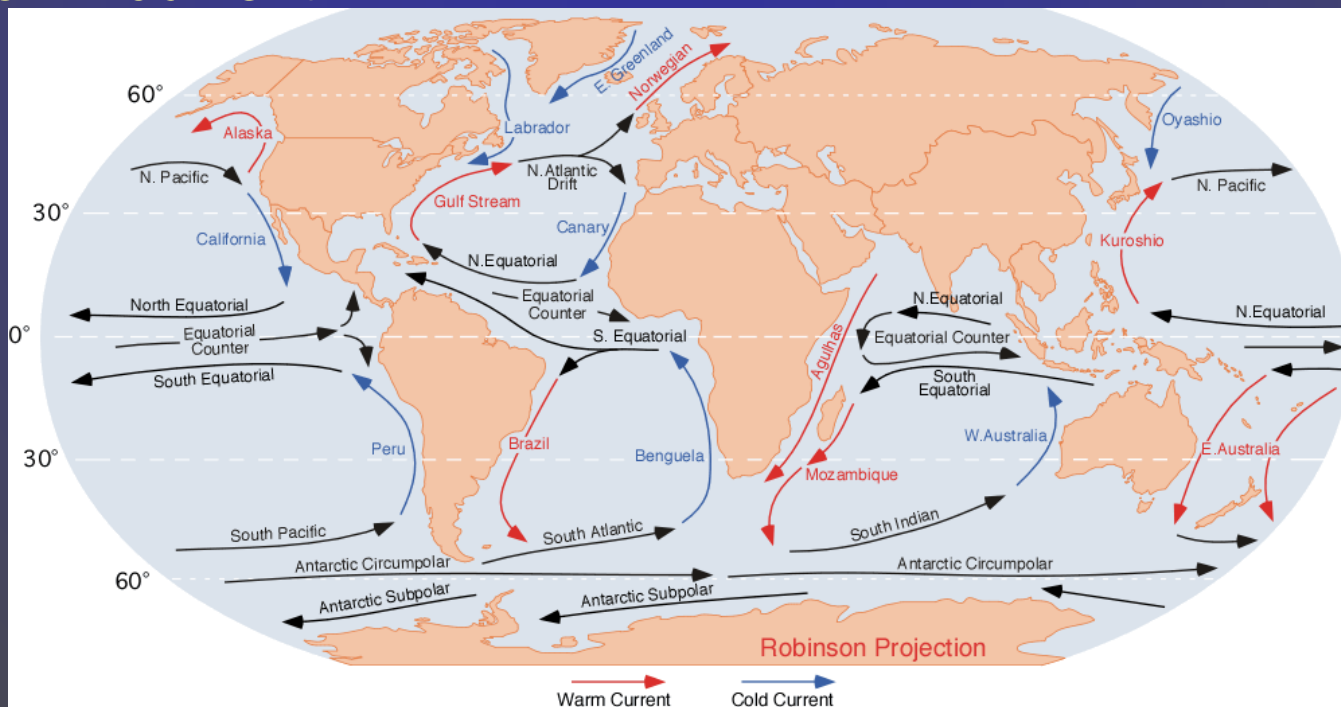 E. Greenland
Norwegian
60°
Alaska
Labrador
Oyashio
N. Pacific
N.Atlantic
Drift
N. Pacific
30°
Gulf Stream
California
Canary
Kuroshio
N.Equatorial
North Equatorial
Equatorial
Counter
N.Equatorial
N.Equatorial
0°
Equatorial
Counter
S. Equatorial
Equatorial Counter
South Equatorial
Agulhas
South
Equatorial
Peru
Brazil
Benguela
W.Australia
E.Australia
30°
Mozambique
South Pacific
South Atlantic
South Indian
Antarctic Circumpolar
Antarctic Circumpolar
60°
Antarctic Subpolar
Antarctic Subpolar
Robinson Projection
Warm Current
Cold Current